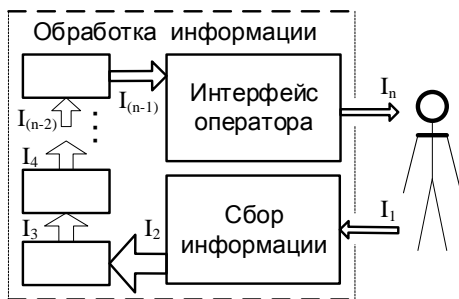 Обработка информации
I(n-2)
I(n-1)
Интерфейс
оператора
In
I4
I3
I2
Сбор
информации
I1